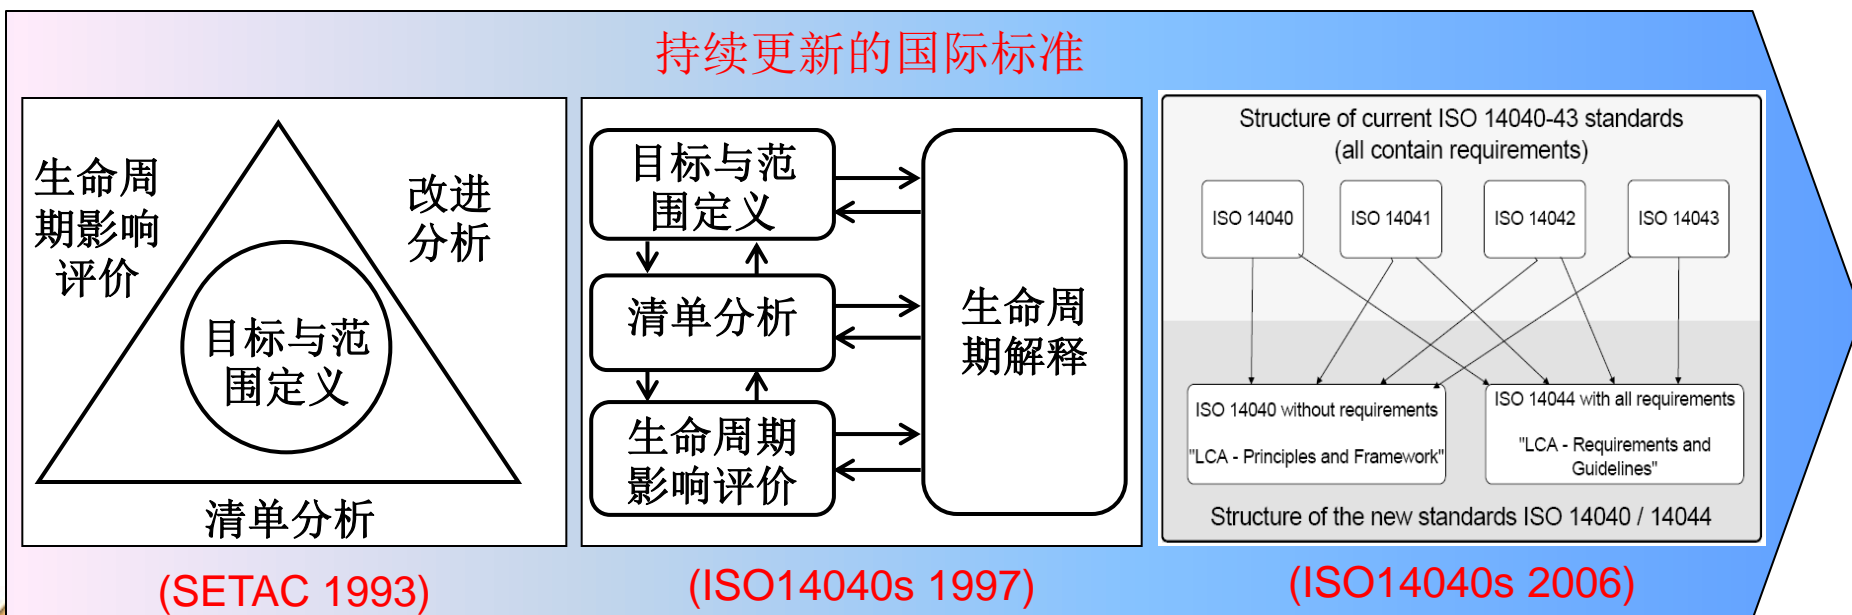 持续更新的国际标准
生命周
期影响
评价
改进
分析
目标与范
围定义
清单分析
(SETAC 1993)
目标与范
围定义
清单分析
生命周期
影响评价
生命周
期解释
(ISO14040s 1997)
Structure of current ISO 14040-43 standards
(all contain requirements)
ISO 14040
ISO 14041
ISO 14042
ISO 14043
ISO 14040 without requirements
"LCA - Principles and Framework"
ISO 14044 with all requirements
"LCA - Requirements and
Guidelines"
Structure of the new standards ISO 14040 / 14044
(ISO14040s 2006)